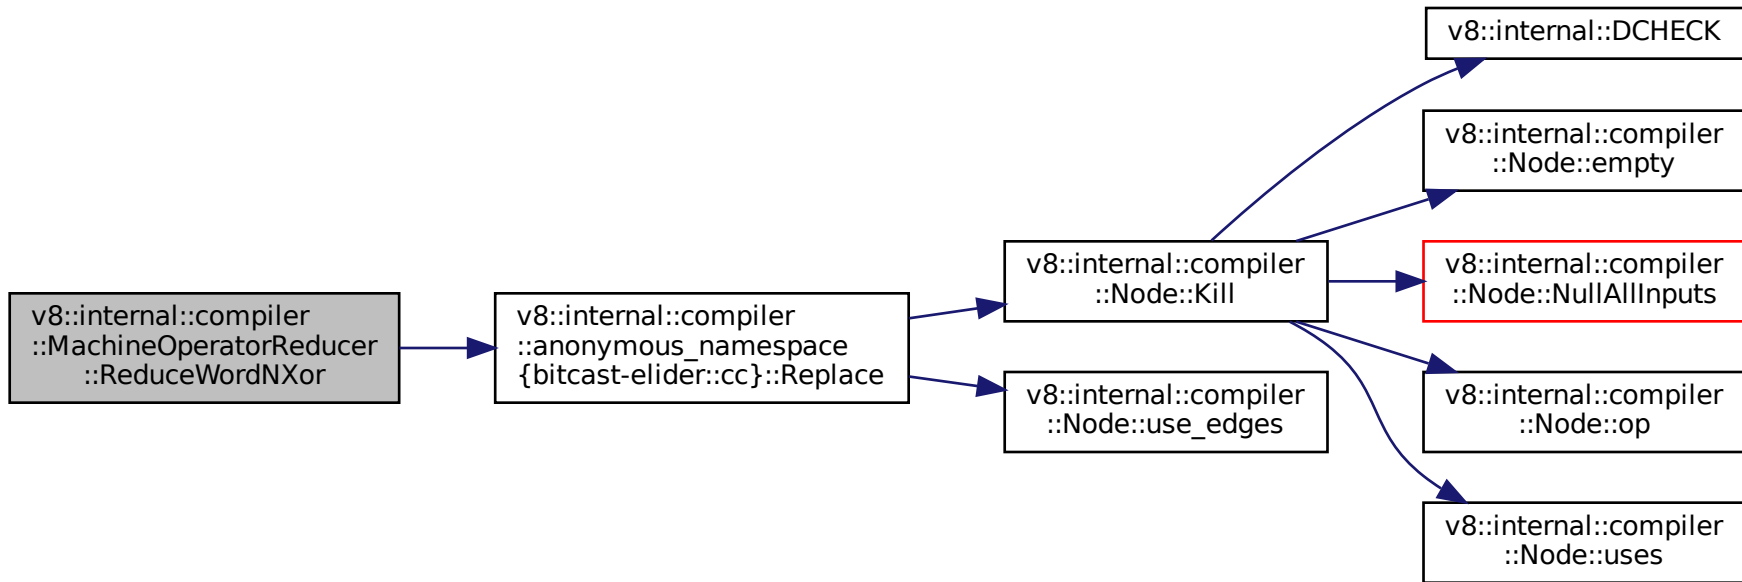 v8::internal::compiler
::MachineOperatorReducer
::ReduceWordNXor
v8::internal::compiler
::anonymous_namespace
{bitcast-elider::cc}::Replace
v8::internal::compiler
::Node::Kill
v8::internal::compiler
::Node::use_edges
v8::internal::DCHECK
v8::internal::compiler
::Node::empty
v8::internal::compiler
::Node::NullAllInputs
v8::internal::compiler
::Node::op
v8::internal::compiler
::Node::uses